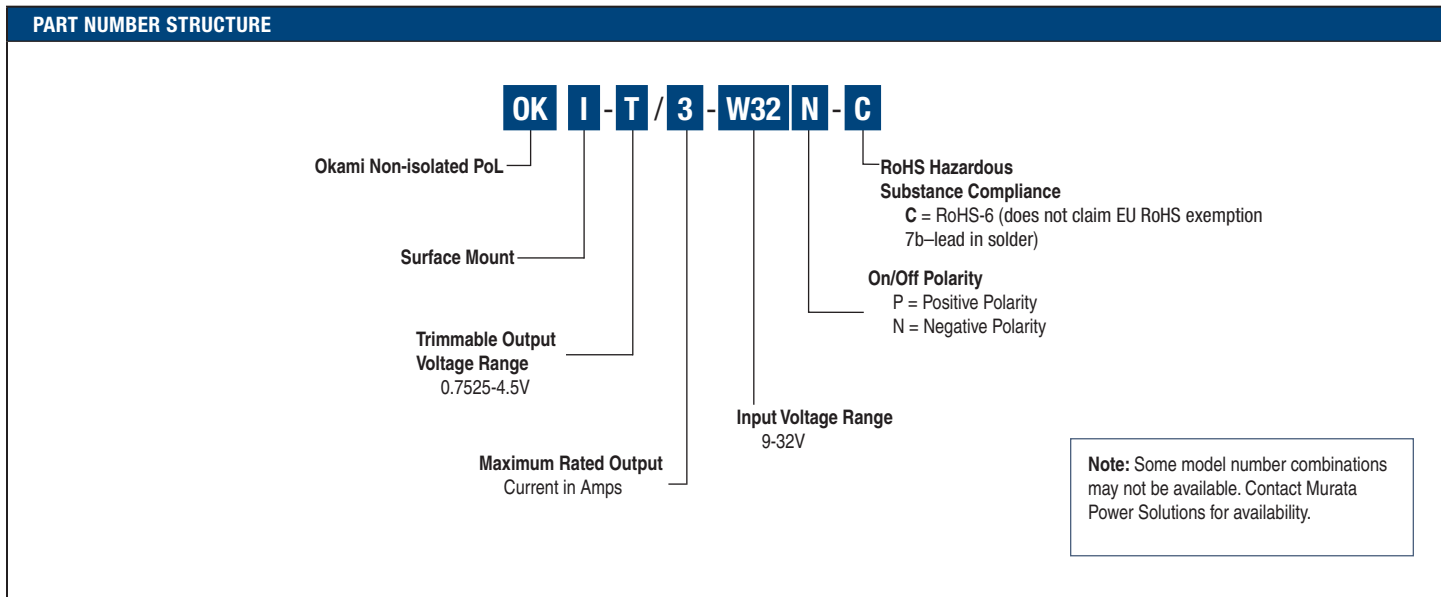 PART NUMBER STRUCTURE
OK I - T / 3 - W32 N - C
Okami Non-isolated PoL
RoHS Hazardous
Substance Compliance
C = RoHS-6 (does not claim EU RoHS exemption
7b–lead in solder)
Surface Mount
On/Off Polarity
P = Positive Polarity
N = Negative Polarity
Trimmable Output
Voltage Range
0.7525-4.5V
Input Voltage Range
9-32V
Maximum Rated Output
Current in Amps
Note: Some model number combinations
may not be available. Contact Murata
Power Solutions for availability.